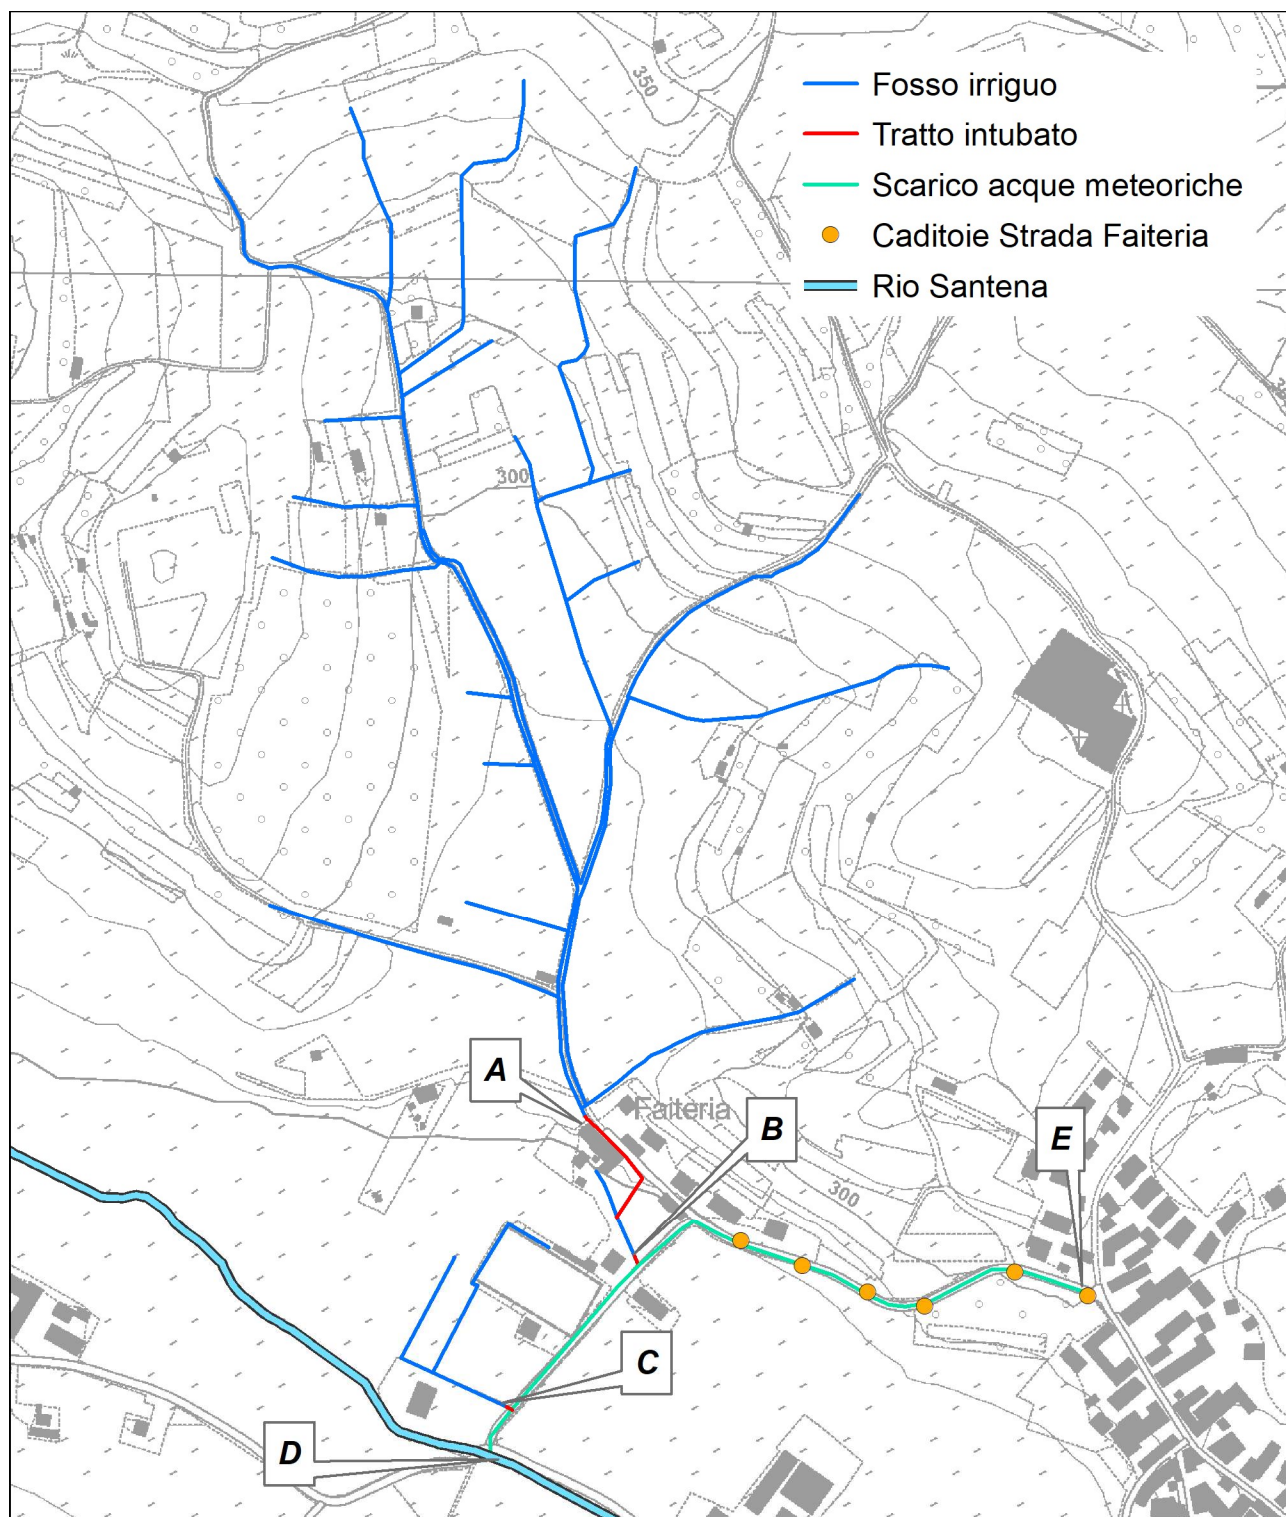 350
Fosso irriguo
Tratto intubato
Scarico acque meteoriche
Caditoie Strada Faiteria
Rio Santena
300
A
Faiteria
B
E
300
C
D